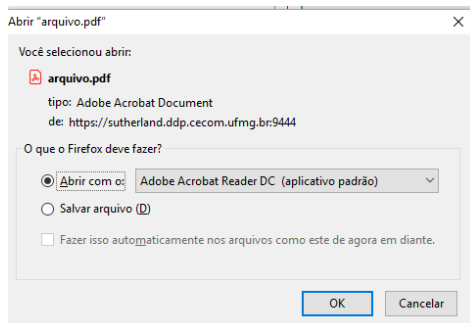 Abrir "arquivo.pdf"
Você selecionou abrir:
arquivo.pdf
tipo: Adobe Acrobat Document
de: https://sutherland.ddp.cecom.ufmg.br:9444
O que o Firefox deve fazer?
Abrir com o: Adobe Acrobat Reader DC (aplicativo padrão)
Salvar arquivo (D)
Fazer isso automaticamente nos arquivos como este de agora em diante.
OK Cancelar